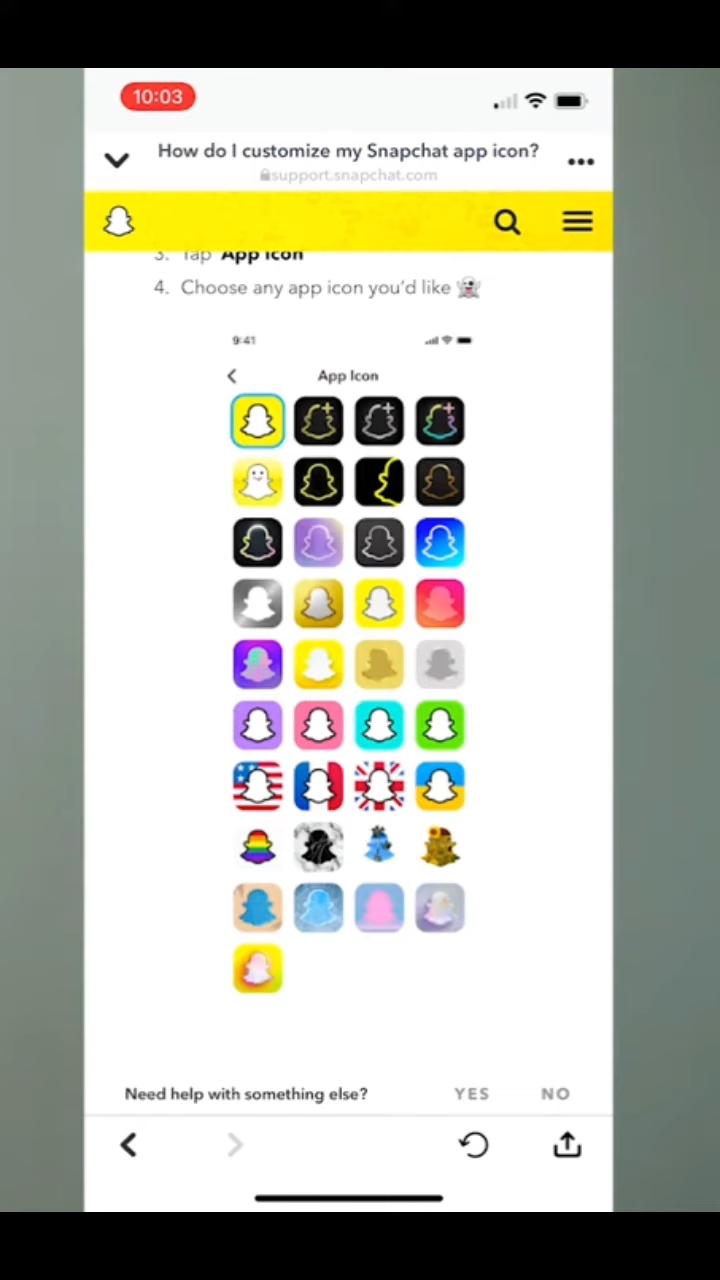 10:03
How do I customize my Snapchat app icon?
support.snapchat.com
3. Tap App Icon
4. Choose any app icon you'd like 👻
9:41
App Icon
Need help with something else? YES NO